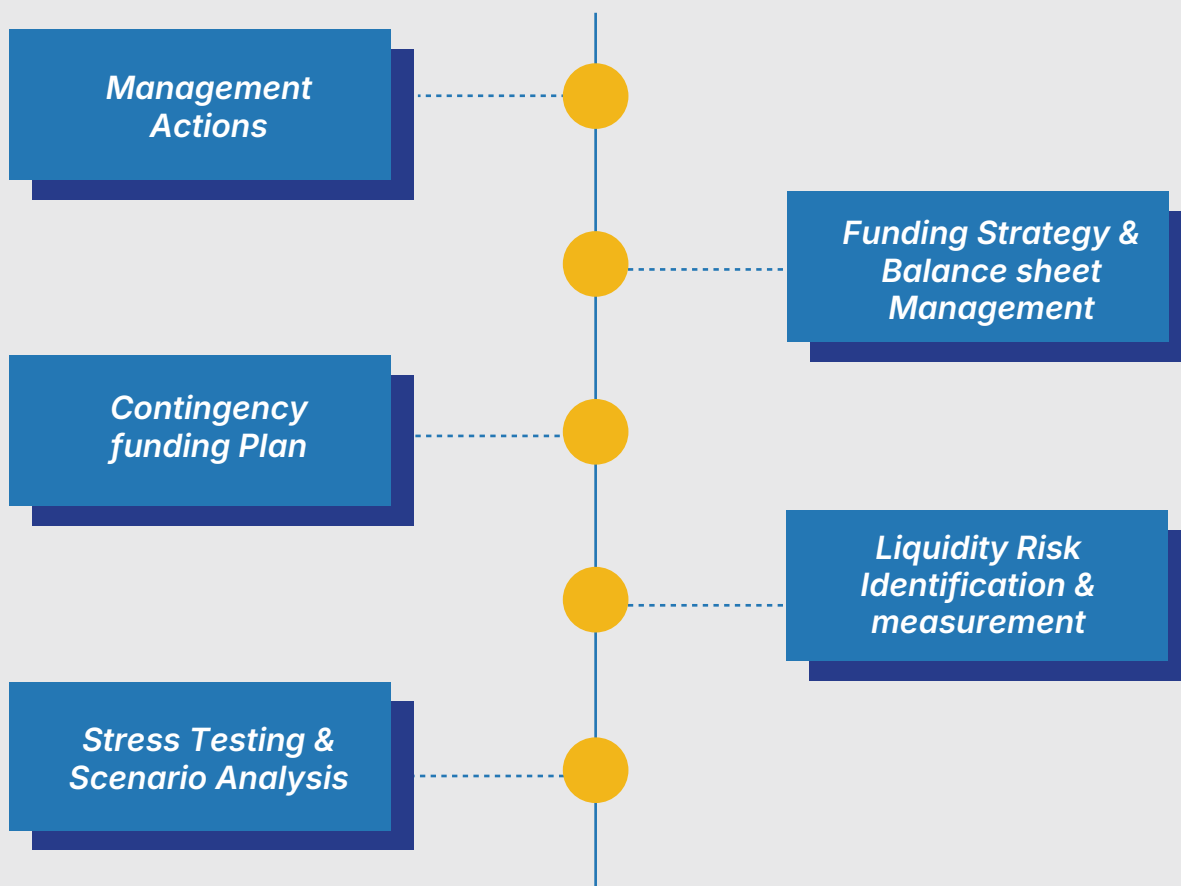 Management
Actions
Funding Strategy &
Balance sheet
Management
Contingency
funding Plan
Liquidity Risk
Identification &
measurement
Stress Testing &
Scenario Analysis